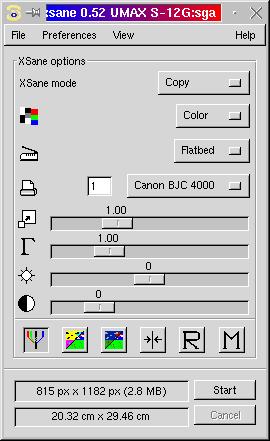 xsane 0.52 UMAX S-12G:sga
File Preferences View Help
XSane options
XSane mode Copy
Color
Flatbed
1 Canon BJC 4000
1.00
1.00
0
0
R M
815 px x 1182 px (2.8 MB) Start
20.32 cm x 29.46 cm Cancel